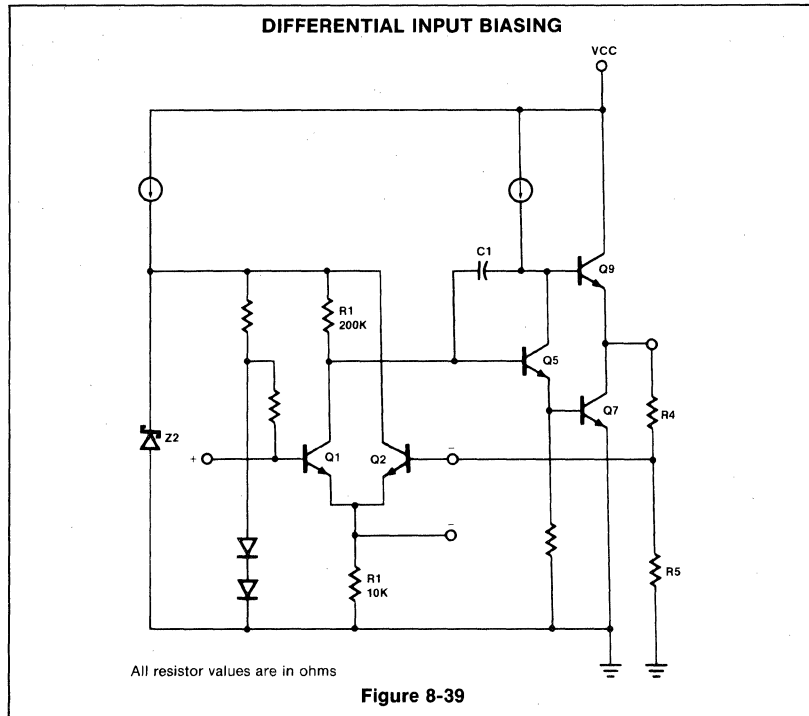 DIFFERENTIAL INPUT BIASING
VCC
C1
Q9
R1
200K
Q5
Q7
R4
Z2
+
Q1
Q2
–
–
R1
10K
R5
All resistor values are in ohms
Figure 8-39